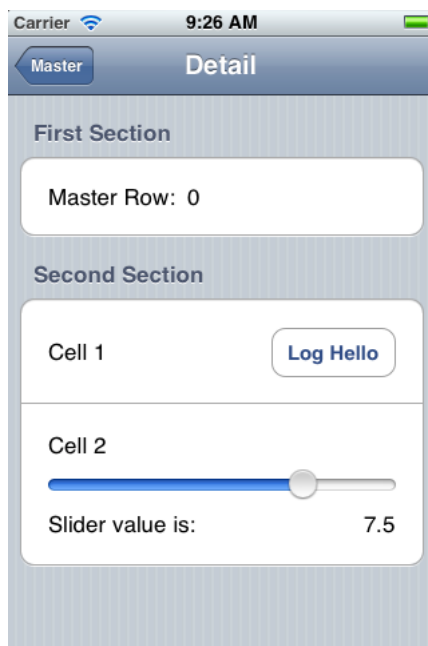 Carrier 9:26 AM
Master Detail
First Section
Master Row: 0
Second Section
Cell 1 Log Hello
Cell 2
Slider value is: 7.5